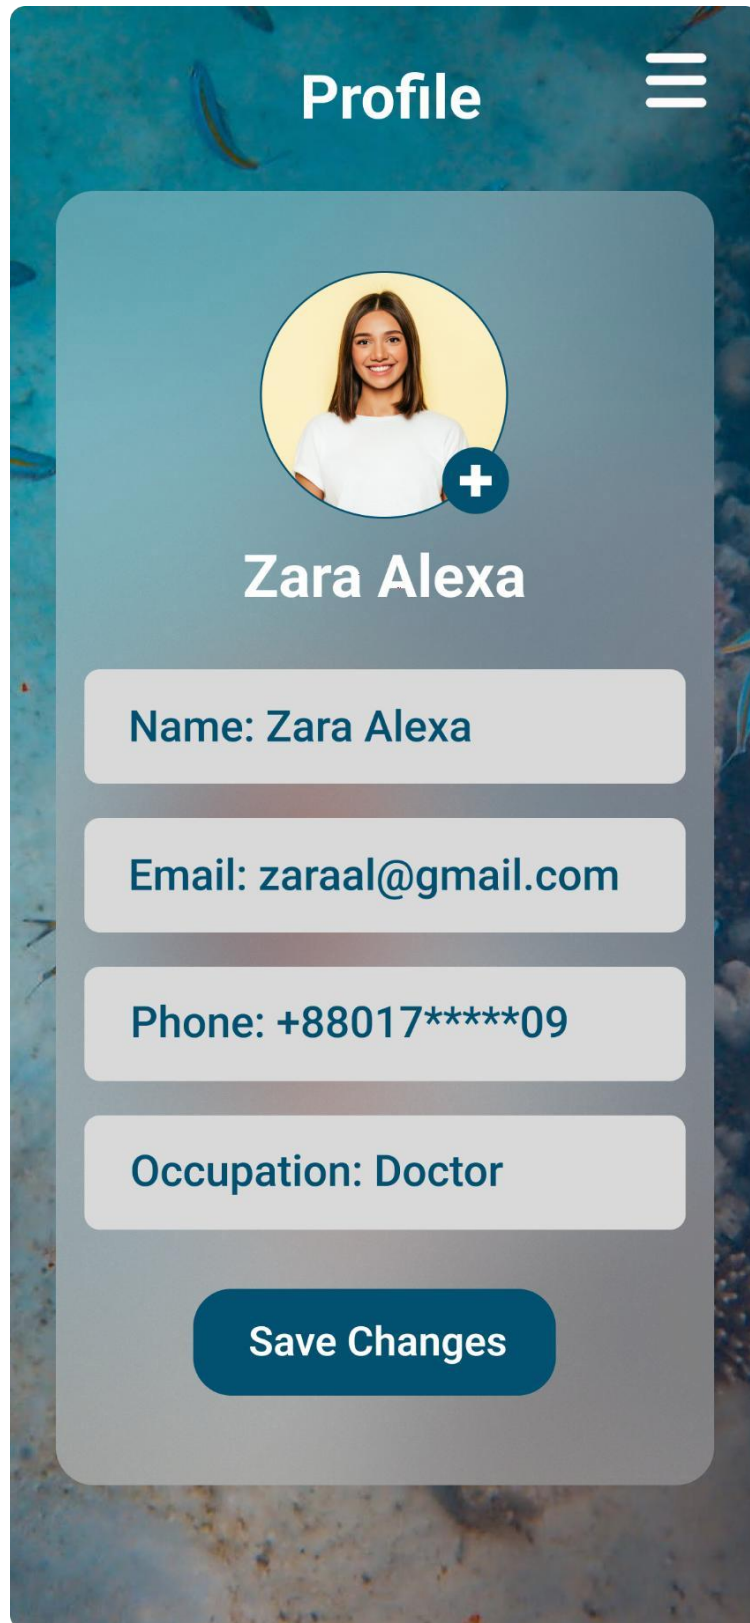 Profile
Zara Alexa
Name: Zara Alexa
Email: zaraal@gmail.com
Phone: +88017*****09
Occupation: Doctor
Save Changes